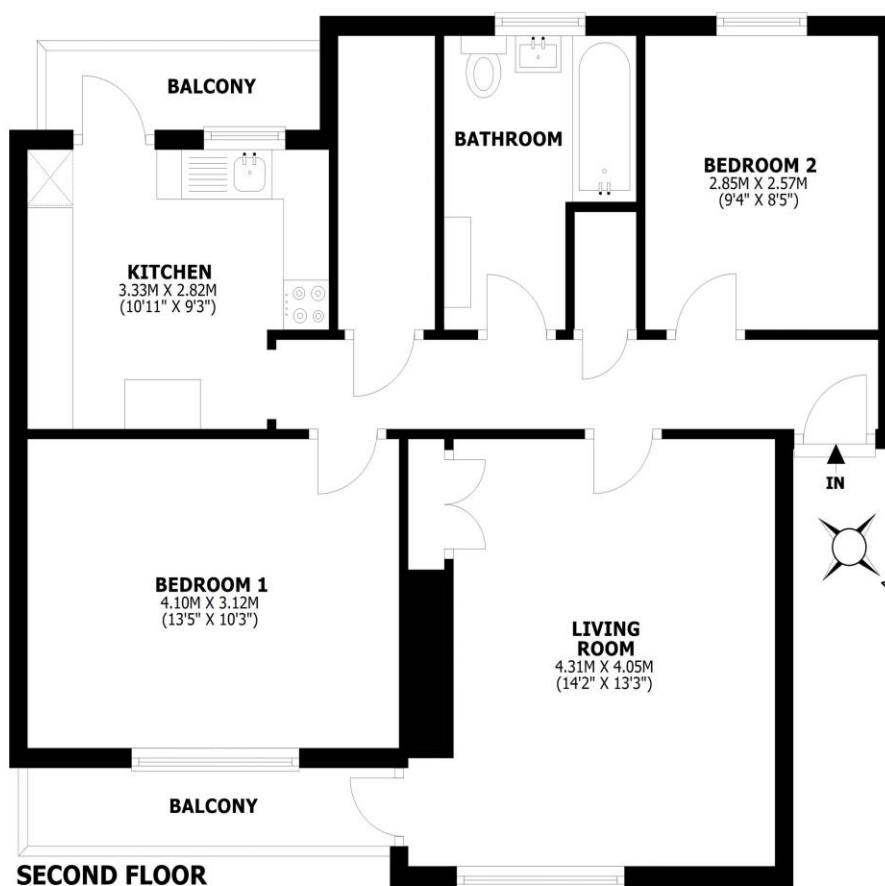 BALCONY
BATHROOM
BEDROOM 2
2.85M X 2.57M
(9'4" X 8'5")
KITCHEN
3.33M X 2.82M
(10'11" X 9'3")
IN
BEDROOM 1
4.10M X 3.12M
(13'5" X 10'3")
LIVING
ROOM
4.31M X 4.05M
(14'2" X 13'3")
BALCONY
SECOND FLOOR